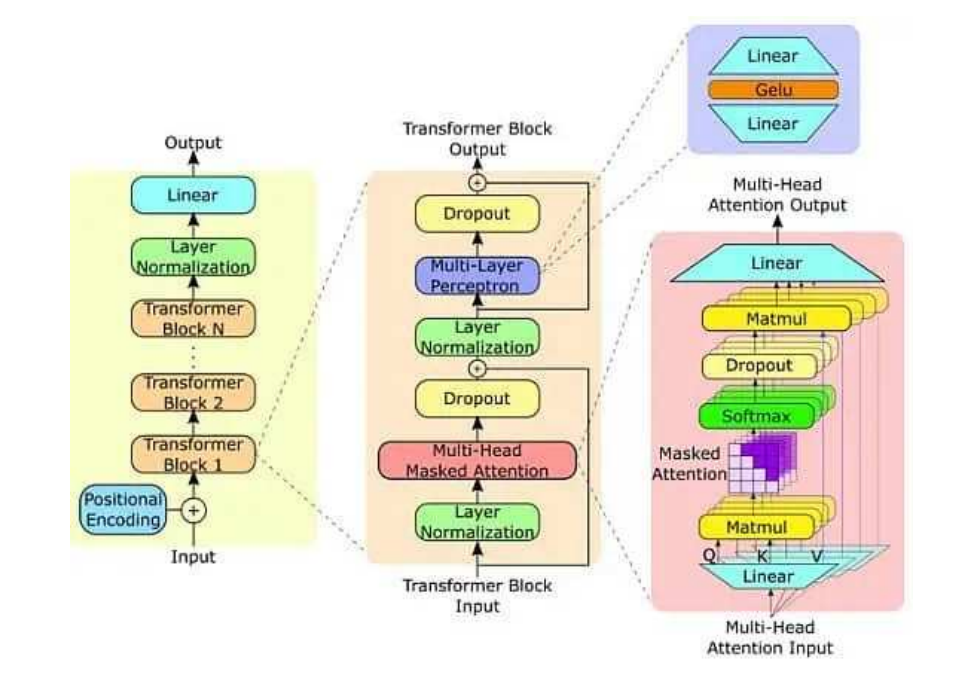 Output
Linear
Layer
Normalization
Transformer
Block N
Transformer
Block 2
Transformer
Block 1
Positional
Encoding
+
Input
Transformer Block
Output
+
Dropout
Multi-Layer
Perceptron
Layer
Normalization
+
Dropout
Multi-Head
Masked Attention
Layer
Normalization
Transformer Block
Input
Linear
Gelu
Linear
Multi-Head
Attention Output
Linear
Matmul
Dropout
Softmax
Masked
Attention
Matmul
Q K V
Linear
Multi-Head
Attention Input